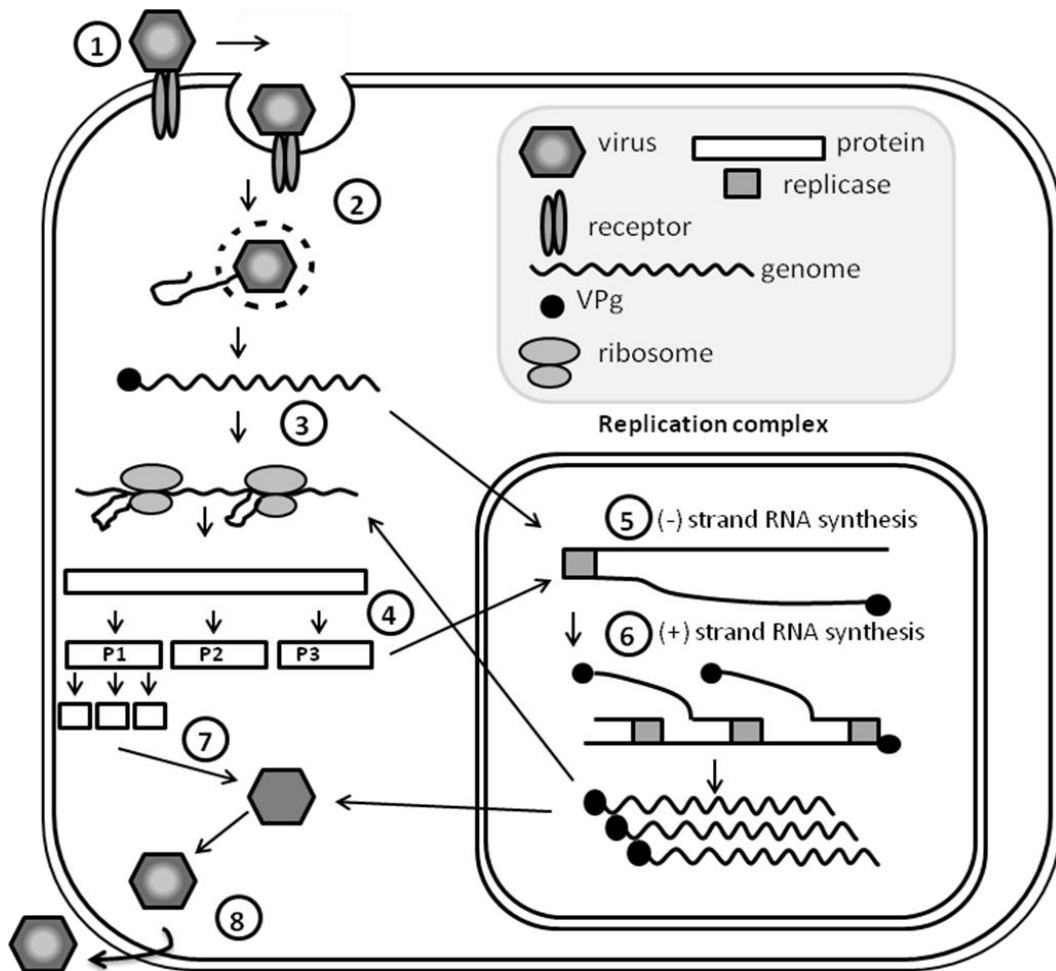 1
2
virus
protein
replicase
receptor
genome
VPg
ribosome
3
Replication complex
5 (-) strand RNA synthesis
4
6 (+) strand RNA synthesis
P1 P2 P3
7
8